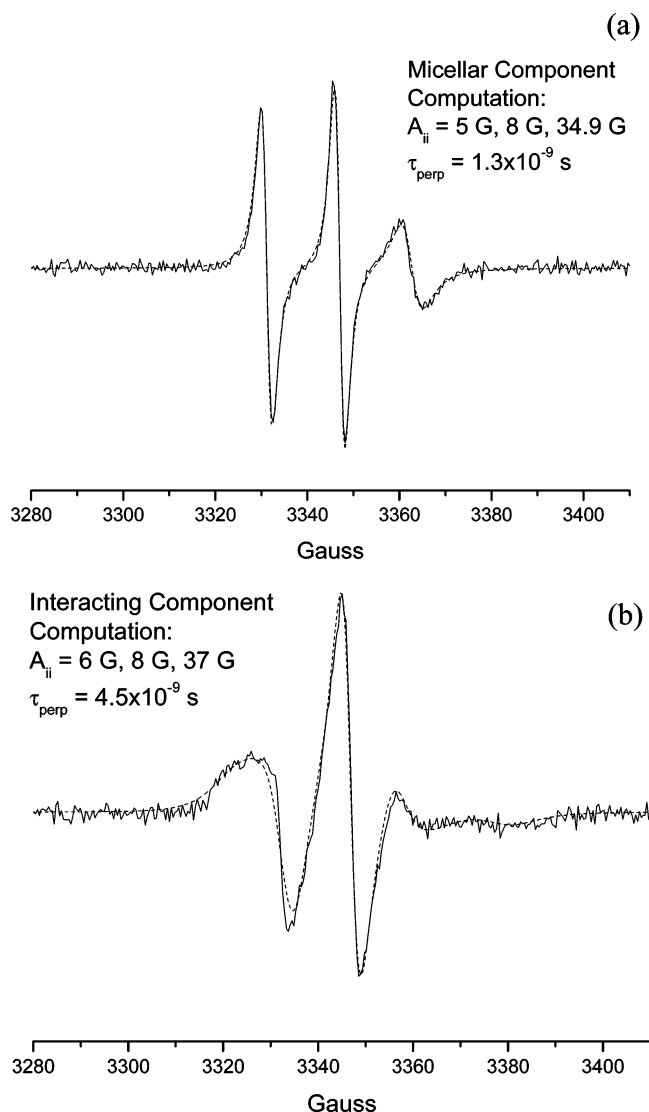 (a)
Micellar Component
Computation:
A_ii = 5 G, 8 G, 34.9 G
τ_perp = 1.3x10^-9 s
3280 3300 3320 3340 3360 3380 3400
Gauss
(b)
Interacting Component
Computation:
A_ii = 6 G, 8 G, 37 G
τ_perp = 4.5x10^-9 s
3280 3300 3320 3340 3360 3380 3400
Gauss